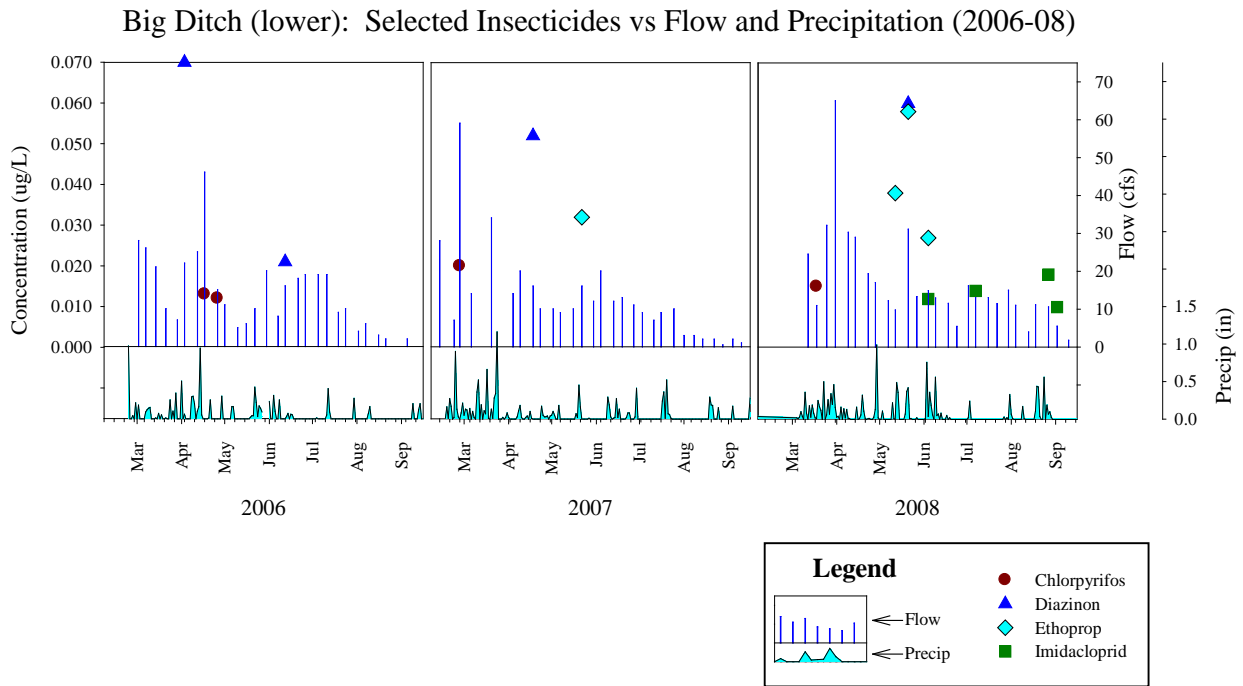 Big Ditch (lower): Selected Insecticides vs Flow and Precipitation (2006-08)
Concentration (ug/L)
0.070
0.060
0.050
0.040
0.030
0.020
0.010
0.000
70
60
50
40
30
20
10
0
Flow (cfs)
1.5
1.0
0.5
0.0
Precip (in)
Mar Apr May Jun Jul Aug Sep
Mar Apr May Jun Jul Aug Sep
Mar Apr May Jun Jul Aug Sep
2006 2007 2008
Legend
Flow
Precip
Chlorpyrifos
Diazinon
Ethoprop
Imidacloprid